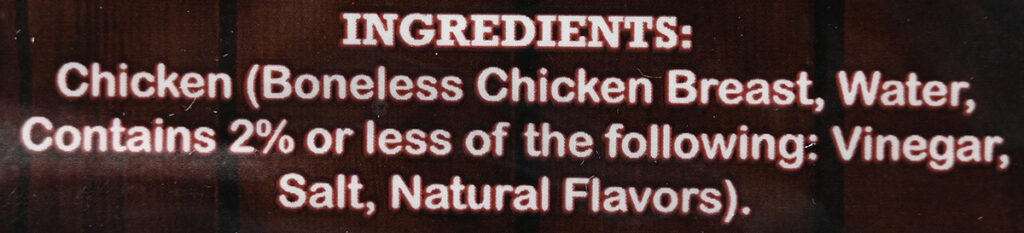 INGREDIENTS:
Chicken (Boneless Chicken Breast, Water,
Contains 2% or less of the following: Vinegar,
Salt, Natural Flavors).